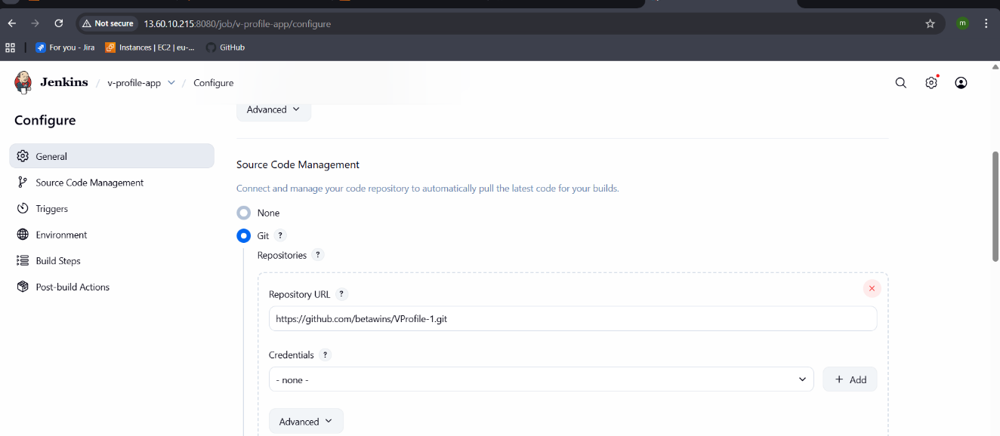 Not secure 13.60.10.215:8080/job/v-profile-app/configure m
For you - Jira Instances | EC2 | eu-... GitHub
Jenkins / v-profile-app / Configure
Configure
General
Source Code Management
Triggers
Environment
Build Steps
Post-build Actions
Advanced
Source Code Management
Connect and manage your code repository to automatically pull the latest code for your builds.
None
Git ?
Repositories ?
Repository URL ?
https://github.com/betawins/VProfile-1.git
Credentials ?
- none -
+ Add
Advanced